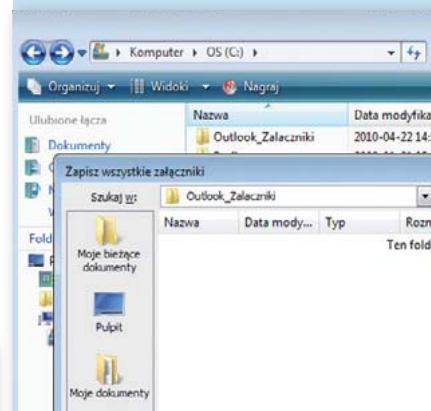 Komputer ▸ OS (C:) ▸
Organizuj Widoki Nagraj
Ulubione łącza
Nazwa Data modyfika
Dokumenty
Outlook_Zalaczniki 2010-04-22 14:
Zapisz wszystkie załączniki
Szukaj w: Outlook_Zalaczniki
Nazwa Data mody... Typ Rozm
Ten fold
Fold
Moje bieżące
dokumenty
Pulpit
Moje dokumenty